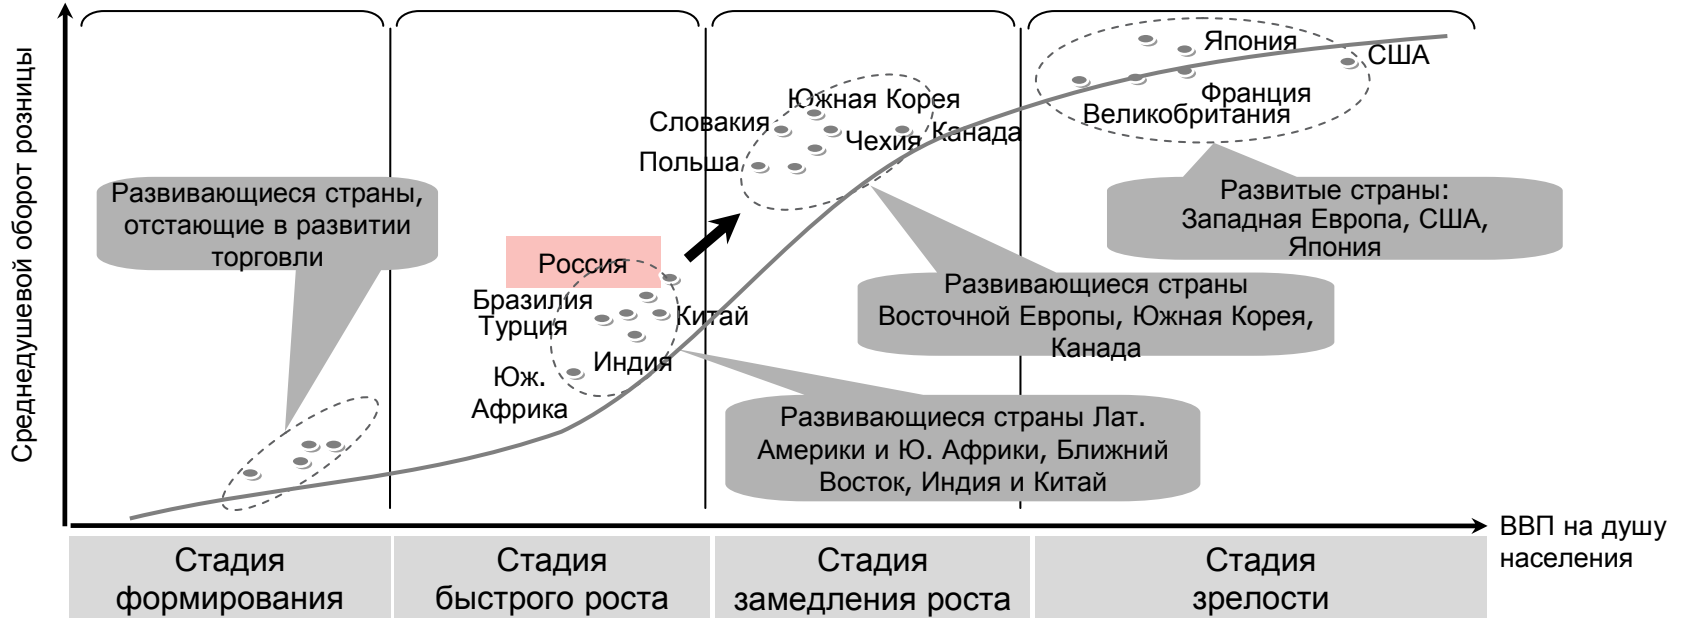 Среднедушевой оборот розницы
Развивающиеся страны,
отстающие в развитии
торговли
Россия
Бразилия
Турция
Китай
Индия
Юж.
Африка
Развивающиеся страны Лат.
Америки и Ю. Африки, Ближний
Восток, Индия и Китай
Южная Корея
Словакия
Чехия
Канада
Польша
Развивающиеся страны
Восточной Европы, Южная Корея,
Канада
Япония
США
Франция
Великобритания
Развитые страны:
Западная Европа, США,
Япония
ВВП на душу
населения
Стадия
формирования
Стадия
быстрого роста
Стадия
замедления роста
Стадия
зрелости